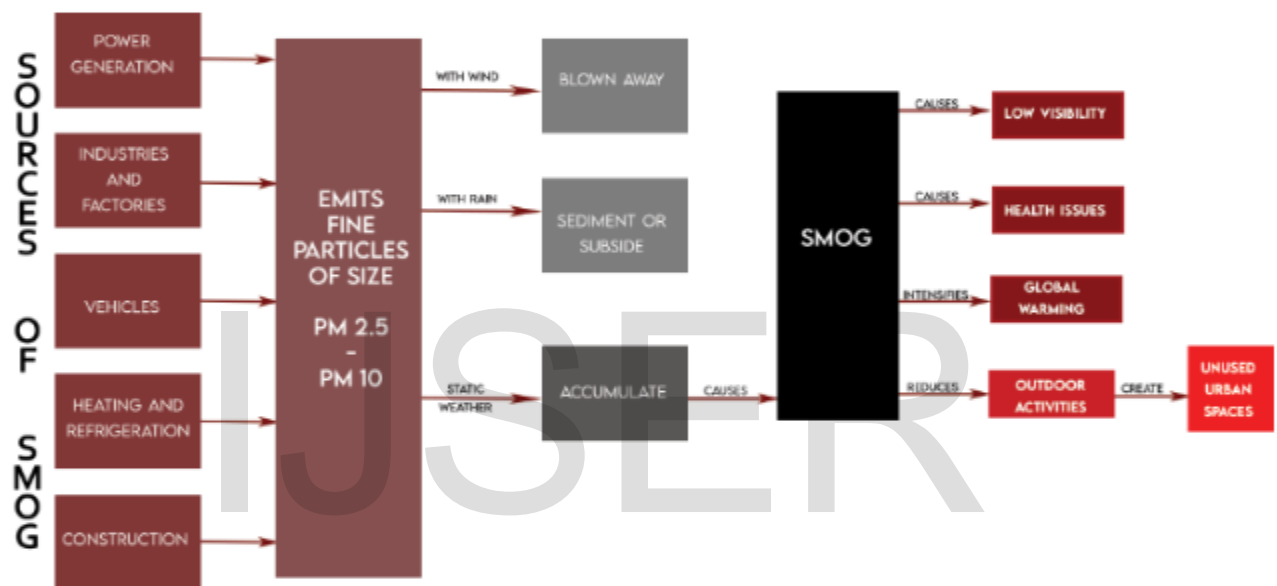 SOURCES OF SMOG
POWER
GENERATION
INDUSTRIES
AND
FACTORIES
VEHICLES
HEATING AND
REFRIGERATION
CONSTRUCTION
EMITS
FINE
PARTICLES
OF SIZE
PM 2.5
-
PM 10
WITH WIND
BLOWN AWAY
WITH RAIN
SEDIMENT OR
SUBSIDE
STATIC
WEATHER
ACCUMULATE
CAUSES
SMOG
CAUSES
LOW VISIBILITY
CAUSES
HEALTH ISSUES
INTENSIFIES
GLOBAL
WARMING
REDUCES
OUTDOOR
ACTIVITIES
CREATE
UNUSED
URBAN
SPACES
IJSER